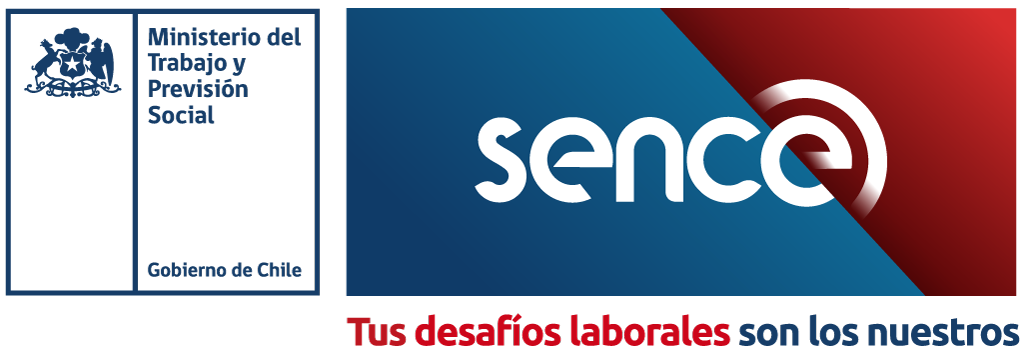 Ministerio del
Trabajo y
Previsión
Social
Gobierno de Chile
sence
Tus desafíos laborales son los nuestros